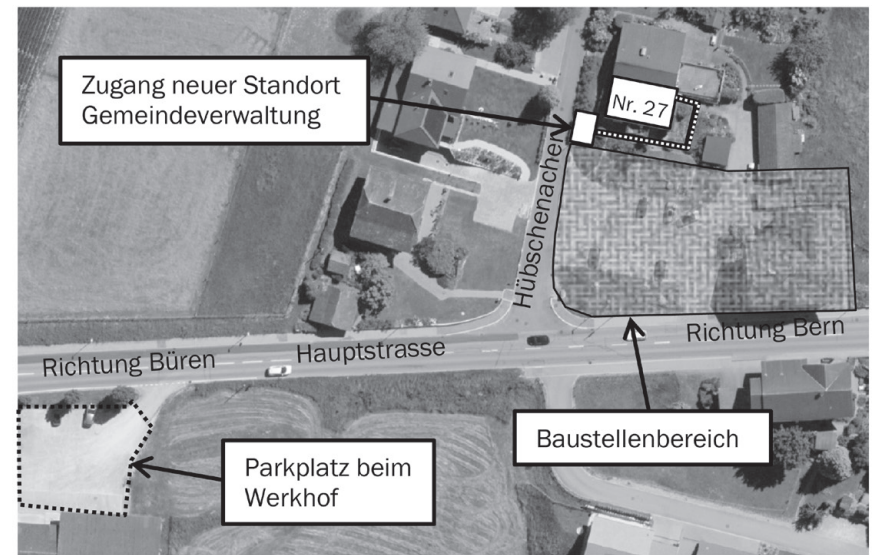 Zugang neuer Standort
Gemeindeverwaltung
Nr. 27
Hübschenacher
Richtung Büren
Hauptstrasse
Richtung Bern
Baustellenbereich
Parkplatz beim
Werkhof